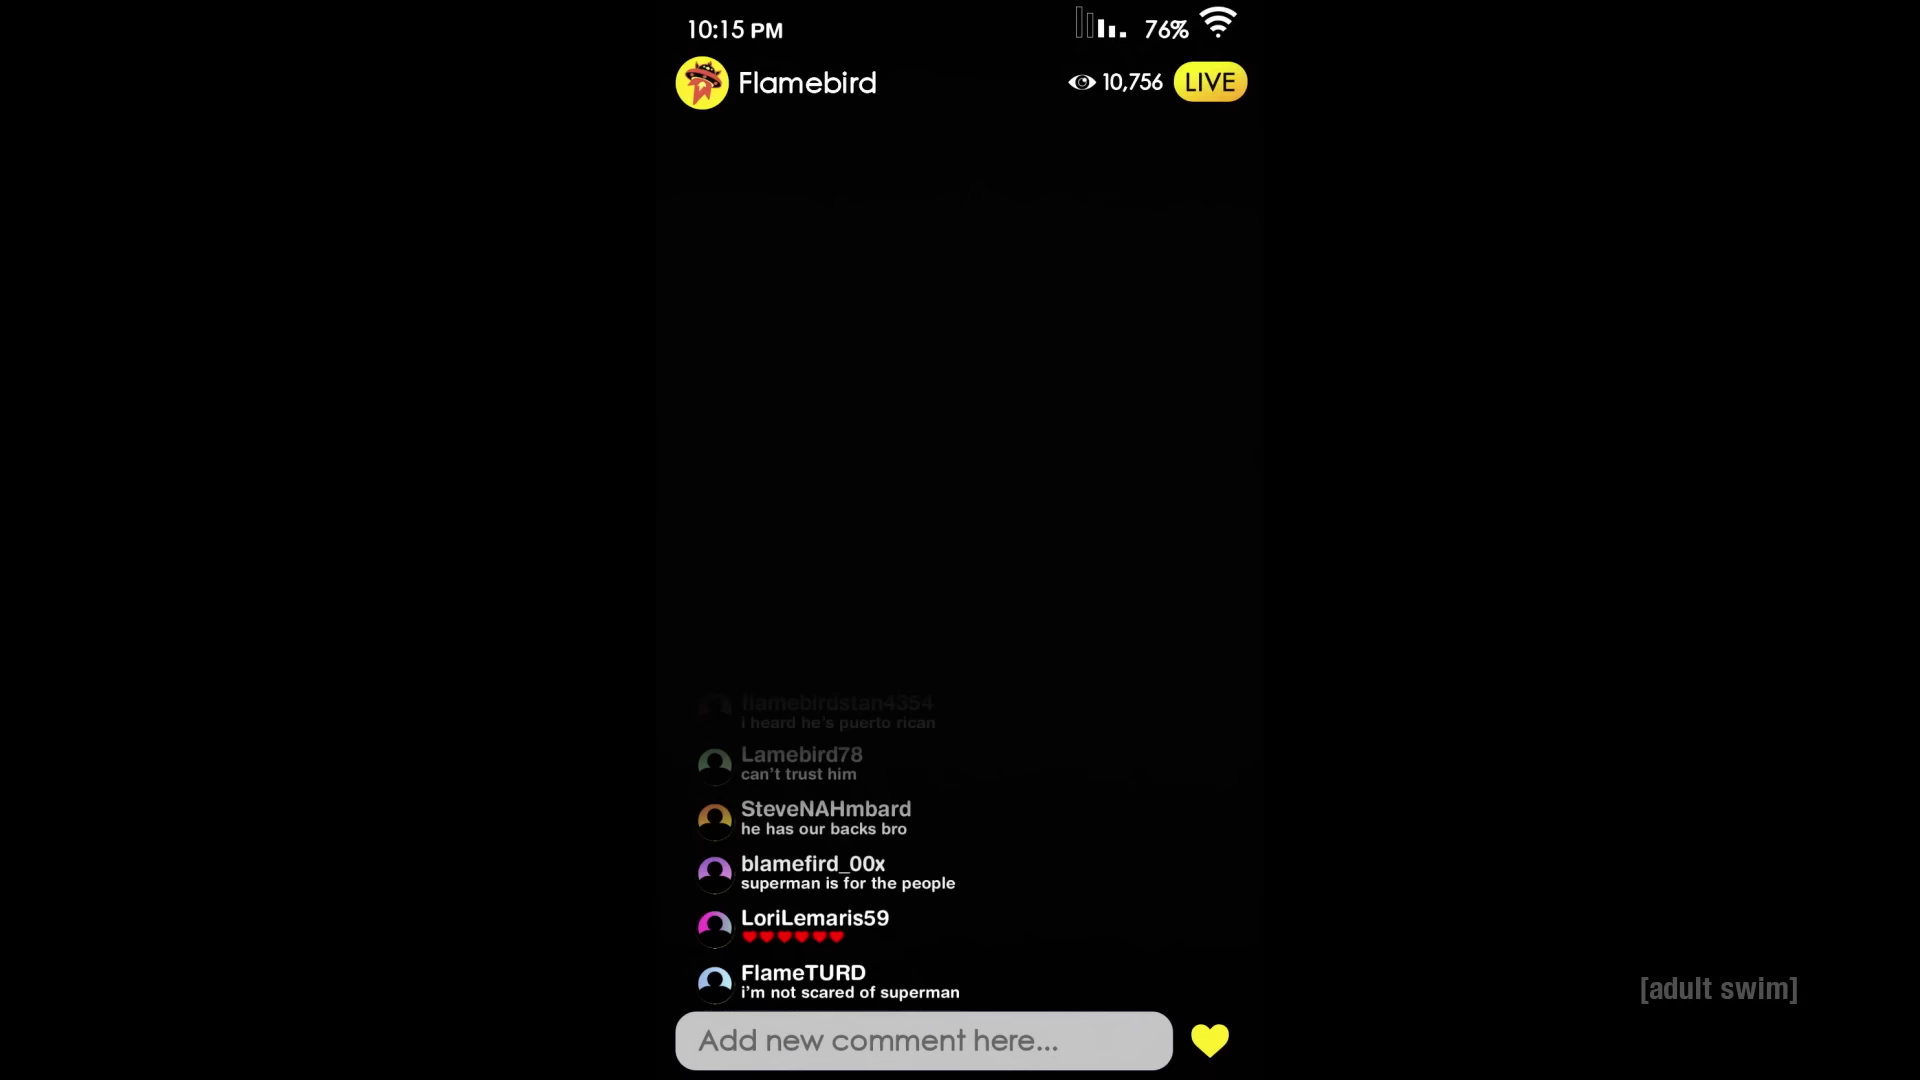 10:15 PM
76%
Flamebird
10,756
LIVE
flamebirdstan4354
i heard he's puerto rican
Lamebird78
can't trust him
SteveNAHmbard
he has our backs bro
blamefird_00x
superman is for the people
LoriLemaris59
♥♥♥♥♥♥
FlameTURD
i'm not scared of superman
Add new comment here...
[adult swim]